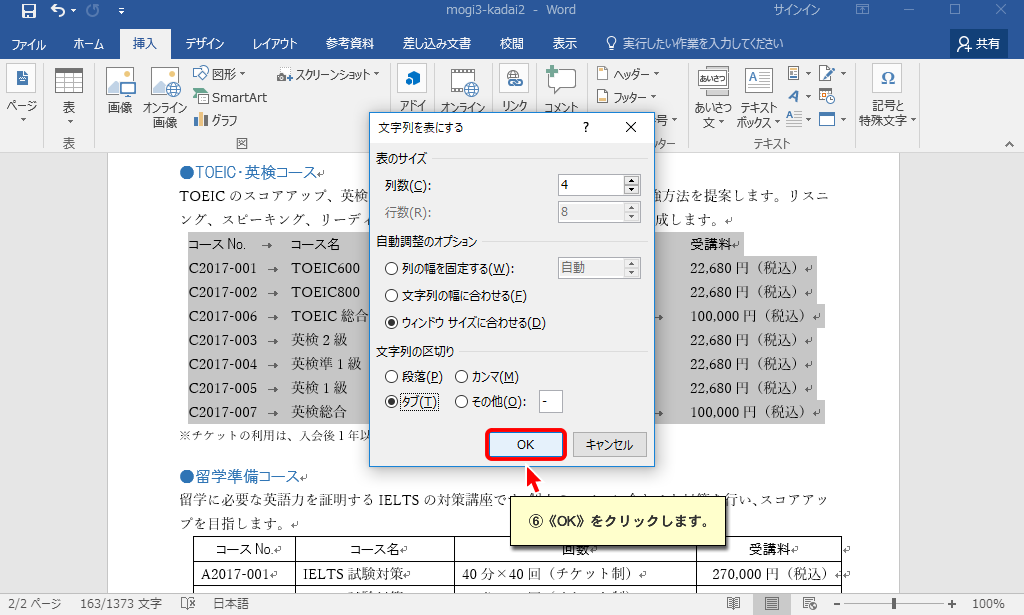 mogi3-kadai2 - Word
サインイン
ファイル ホーム 挿入 デザイン レイアウト 参考資料 差し込み文書 校閲 表示 実行したい作業を入力してください 共有
ページ
表
画像
オンライン
画像
図形
SmartArt
グラフ
スクリーンショット
アドイ
オンライン
リンク
コメント
ヘッダー
フッター
号
あいさつ
あいさつ
文
テキスト
ボックス
記号と
特殊文字
表
図
ター
テキスト
文字列を表にする ?
表のサイズ
列数(C): 4
行数(R): 8
自動調整のオプション
列の幅を固定する(W): 自動
文字列の幅に合わせる(F)
ウィンドウ サイズに合わせる(D)
文字列の区切り
段落(P) カンマ(M)
タブ(T) その他(O): -
OK キャンセル
⑥《OK》をクリックします。
●TOEIC・英検コース
TOEIC のスコアアップ、英検 強方法を提案します。リスニ
ング、スピーキング、リーディ 成します。
コース No. → コース名 受講料
C2017-001 → TOEIC600 22,680 円（税込）
C2017-002 → TOEIC800 22,680 円（税込）
C2017-006 → TOEIC 総合 → 100,000 円（税込）
C2017-003 → 英検 2 級 22,680 円（税込）
C2017-004 → 英検準 1 級 22,680 円（税込）
C2017-005 → 英検 1 級 22,680 円（税込）
C2017-007 → 英検総合 → 100,000 円（税込）
※チケットの利用は、入会後 1 年以
●留学準備コース
留学に必要な英語力を証明する IELTS の対策講座で 行い、スコアアッ
プを目指します。
コース No. コース名 回数 受講料
A2017-001 IELTS 試験対策 40 分×40 回（チケット制） 270,000 円（税込）
2/2 ページ 163/1373 文字 日本語 100%